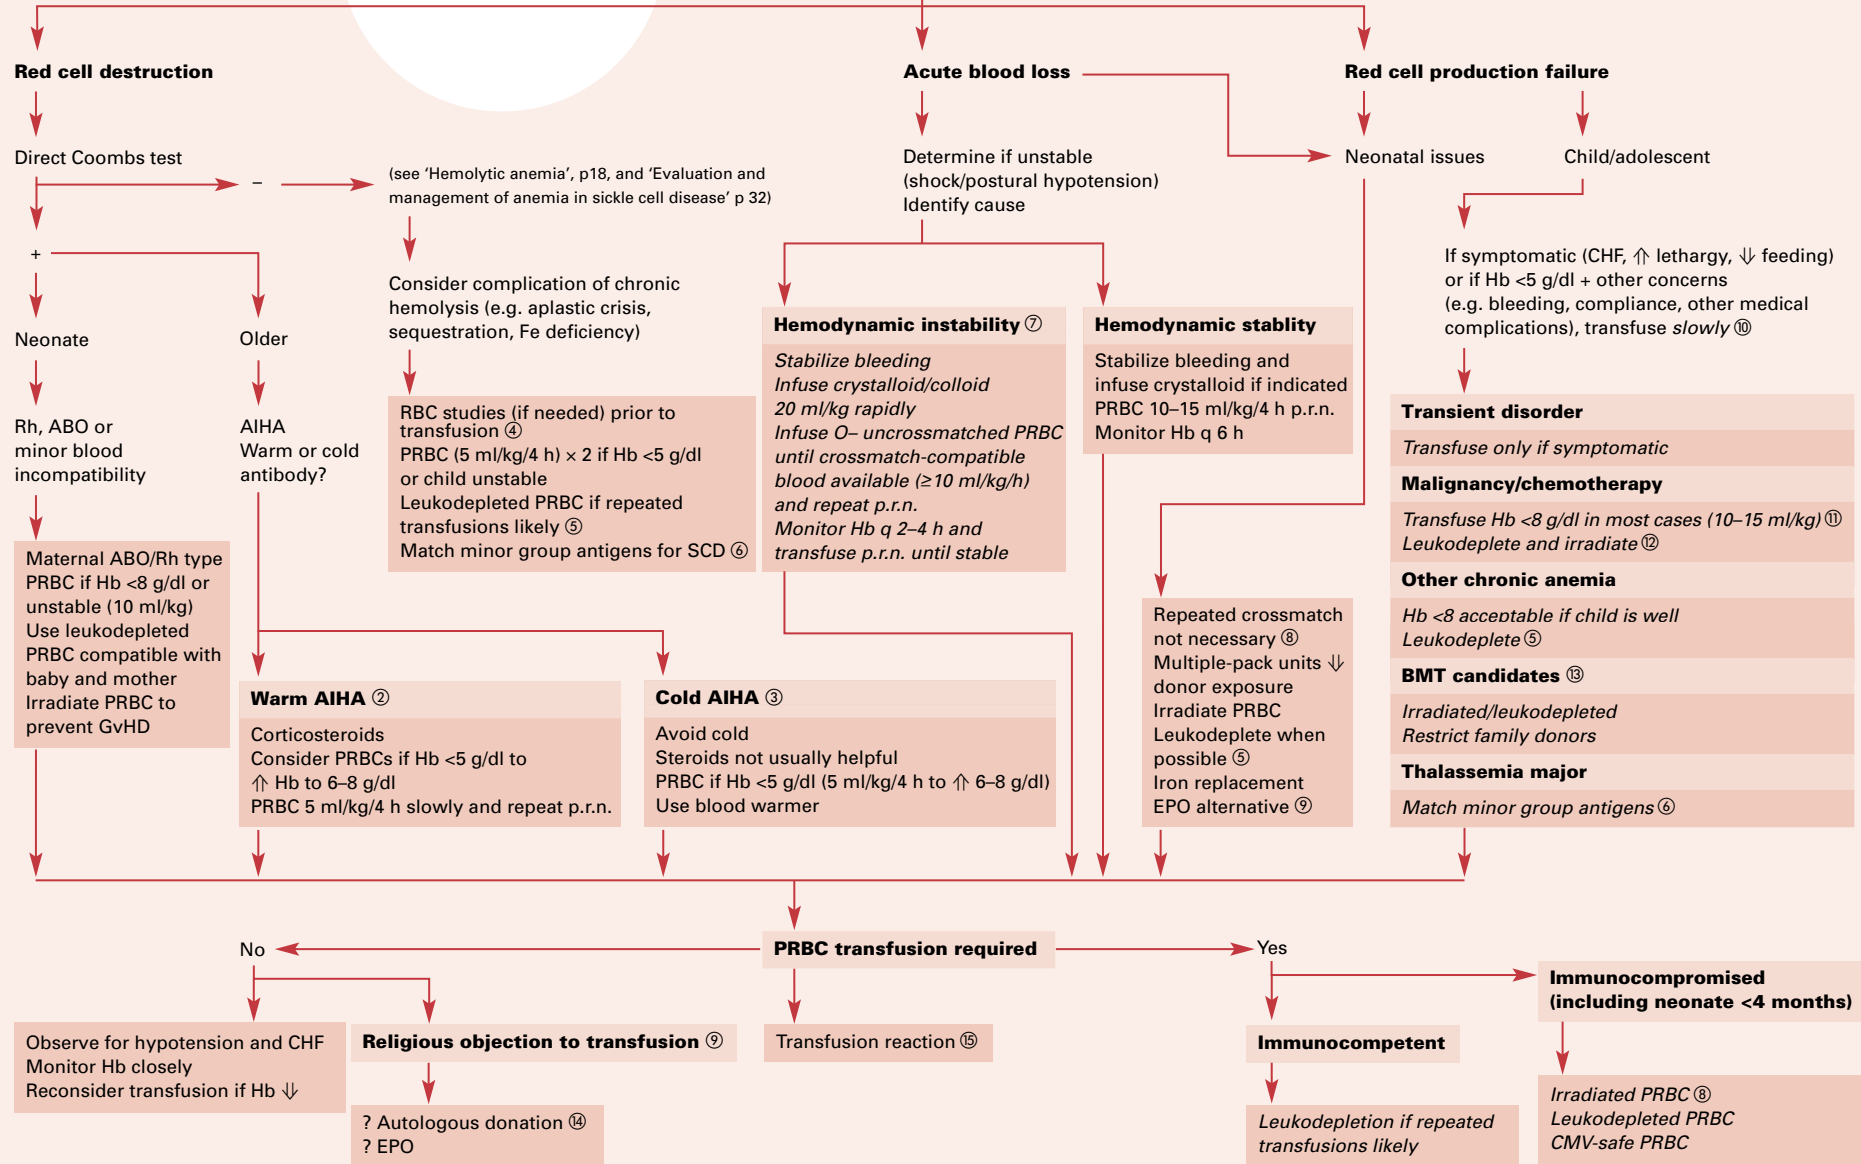 Red cell destruction
Acute blood loss
Red cell production failure
Direct Coombs test
–
(see ‘Hemolytic anemia’, p18, and ‘Evaluation and
management of anemia in sickle cell disease’ p 32)
Determine if unstable
(shock/postural hypotension)
Identify cause
Neonatal issues
Child/adolescent
+
Consider complication of chronic
hemolysis (e.g. aplastic crisis,
sequestration, Fe deficiency)
If symptomatic (CHF, ⇑ lethargy, ⇓ feeding)
or if Hb <5 g/dl + other concerns
(e.g. bleeding, compliance, other medical
complications), transfuse slowly ⑩
Neonate
Older
Rh, ABO or
minor blood
incompatibility
AIHA
Warm or cold
antibody?
RBC studies (if needed) prior to
transfusion ④
PRBC (5 ml/kg/4 h) × 2 if Hb <5 g/dl
or child unstable
Leukodepleted PRBC if repeated
transfusions likely ⑤
Match minor group antigens for SCD ⑥
Hemodynamic instability ⑦
Stabilize bleeding
Infuse crystalloid/colloid
20 ml/kg rapidly
Infuse O– uncrossmatched PRBC
until crossmatch-compatible
blood available (≥10 ml/kg/h)
and repeat p.r.n.
Monitor Hb q 2–4 h and
transfuse p.r.n. until stable
Hemodynamic stablity
Stabilize bleeding and
infuse crystalloid if indicated
PRBC 10–15 ml/kg/4 h p.r.n.
Monitor Hb q 6 h
Transient disorder
Transfuse only if symptomatic
Malignancy/chemotherapy
Transfuse Hb <8 g/dl in most cases (10–15 ml/kg) ⑪
Leukodeplete and irradiate ⑫
Other chronic anemia
Hb <8 acceptable if child is well
Leukodeplete ⑤
BMT candidates ⑬
Irradiated/leukodepleted
Restrict family donors
Thalassemia major
Match minor group antigens ⑥
Maternal ABO/Rh type
PRBC if Hb <8 g/dl or
unstable (10 ml/kg)
Use leukodepleted
PRBC compatible with
baby and mother
Irradiate PRBC to
prevent GvHD
Warm AIHA ②
Corticosteroids
Consider PRBCs if Hb <5 g/dl to
⇑ Hb to 6–8 g/dl
PRBC 5 ml/kg/4 h slowly and repeat p.r.n.
Cold AIHA ③
Avoid cold
Steroids not usually helpful
PRBC if Hb <5 g/dl (5 ml/kg/4 h to ⇑ 6–8 g/dl)
Use blood warmer
Repeated crossmatch
not necessary ⑧
Multiple-pack units ⇓
donor exposure
Irradiate PRBC
Leukodeplete when
possible ⑤
Iron replacement
EPO alternative ⑨
No
PRBC transfusion required
Yes
Observe for hypotension and CHF
Monitor Hb closely
Reconsider transfusion if Hb ⇓
Religious objection to transfusion ⑨
? Autologous donation ⑭
? EPO
Transfusion reaction ⑮
Immunocompetent
Leukodepletion if repeated
transfusions likely
Immunocompromised
(including neonate <4 months)
Irradiated PRBC ⑧
Leukodepleted PRBC
CMV-safe PRBC